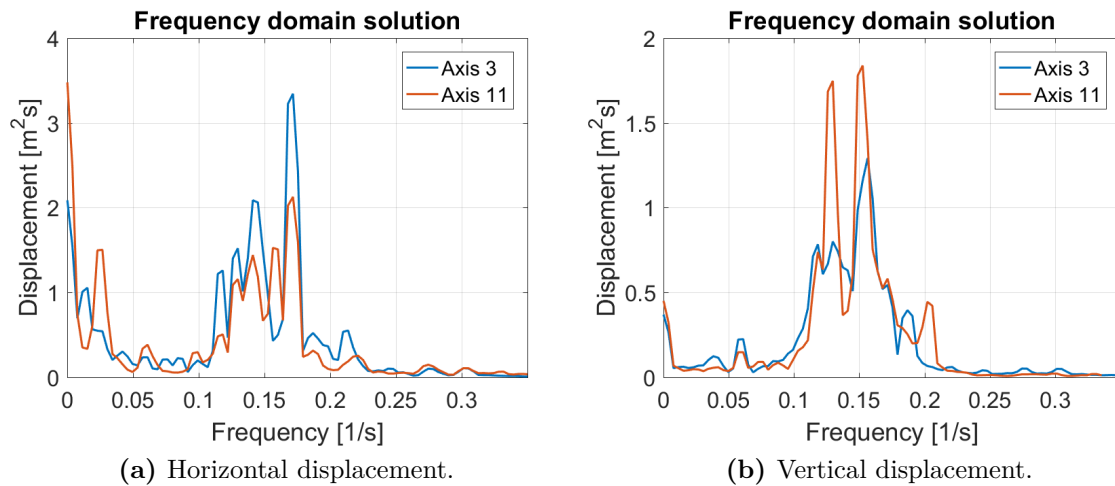 Frequency domain solution
4
3
2
1
0
0
0.05
0.1
0.15
0.2
0.25
0.3
Displacement [m²s]
Frequency [1/s]
Axis 3
Axis 11
(a) Horizontal displacement.
Frequency domain solution
2
1.5
1
0.5
0
0
0.05
0.1
0.15
0.2
0.25
0.3
Displacement [m²s]
Frequency [1/s]
Axis 3
Axis 11
(b) Vertical displacement.